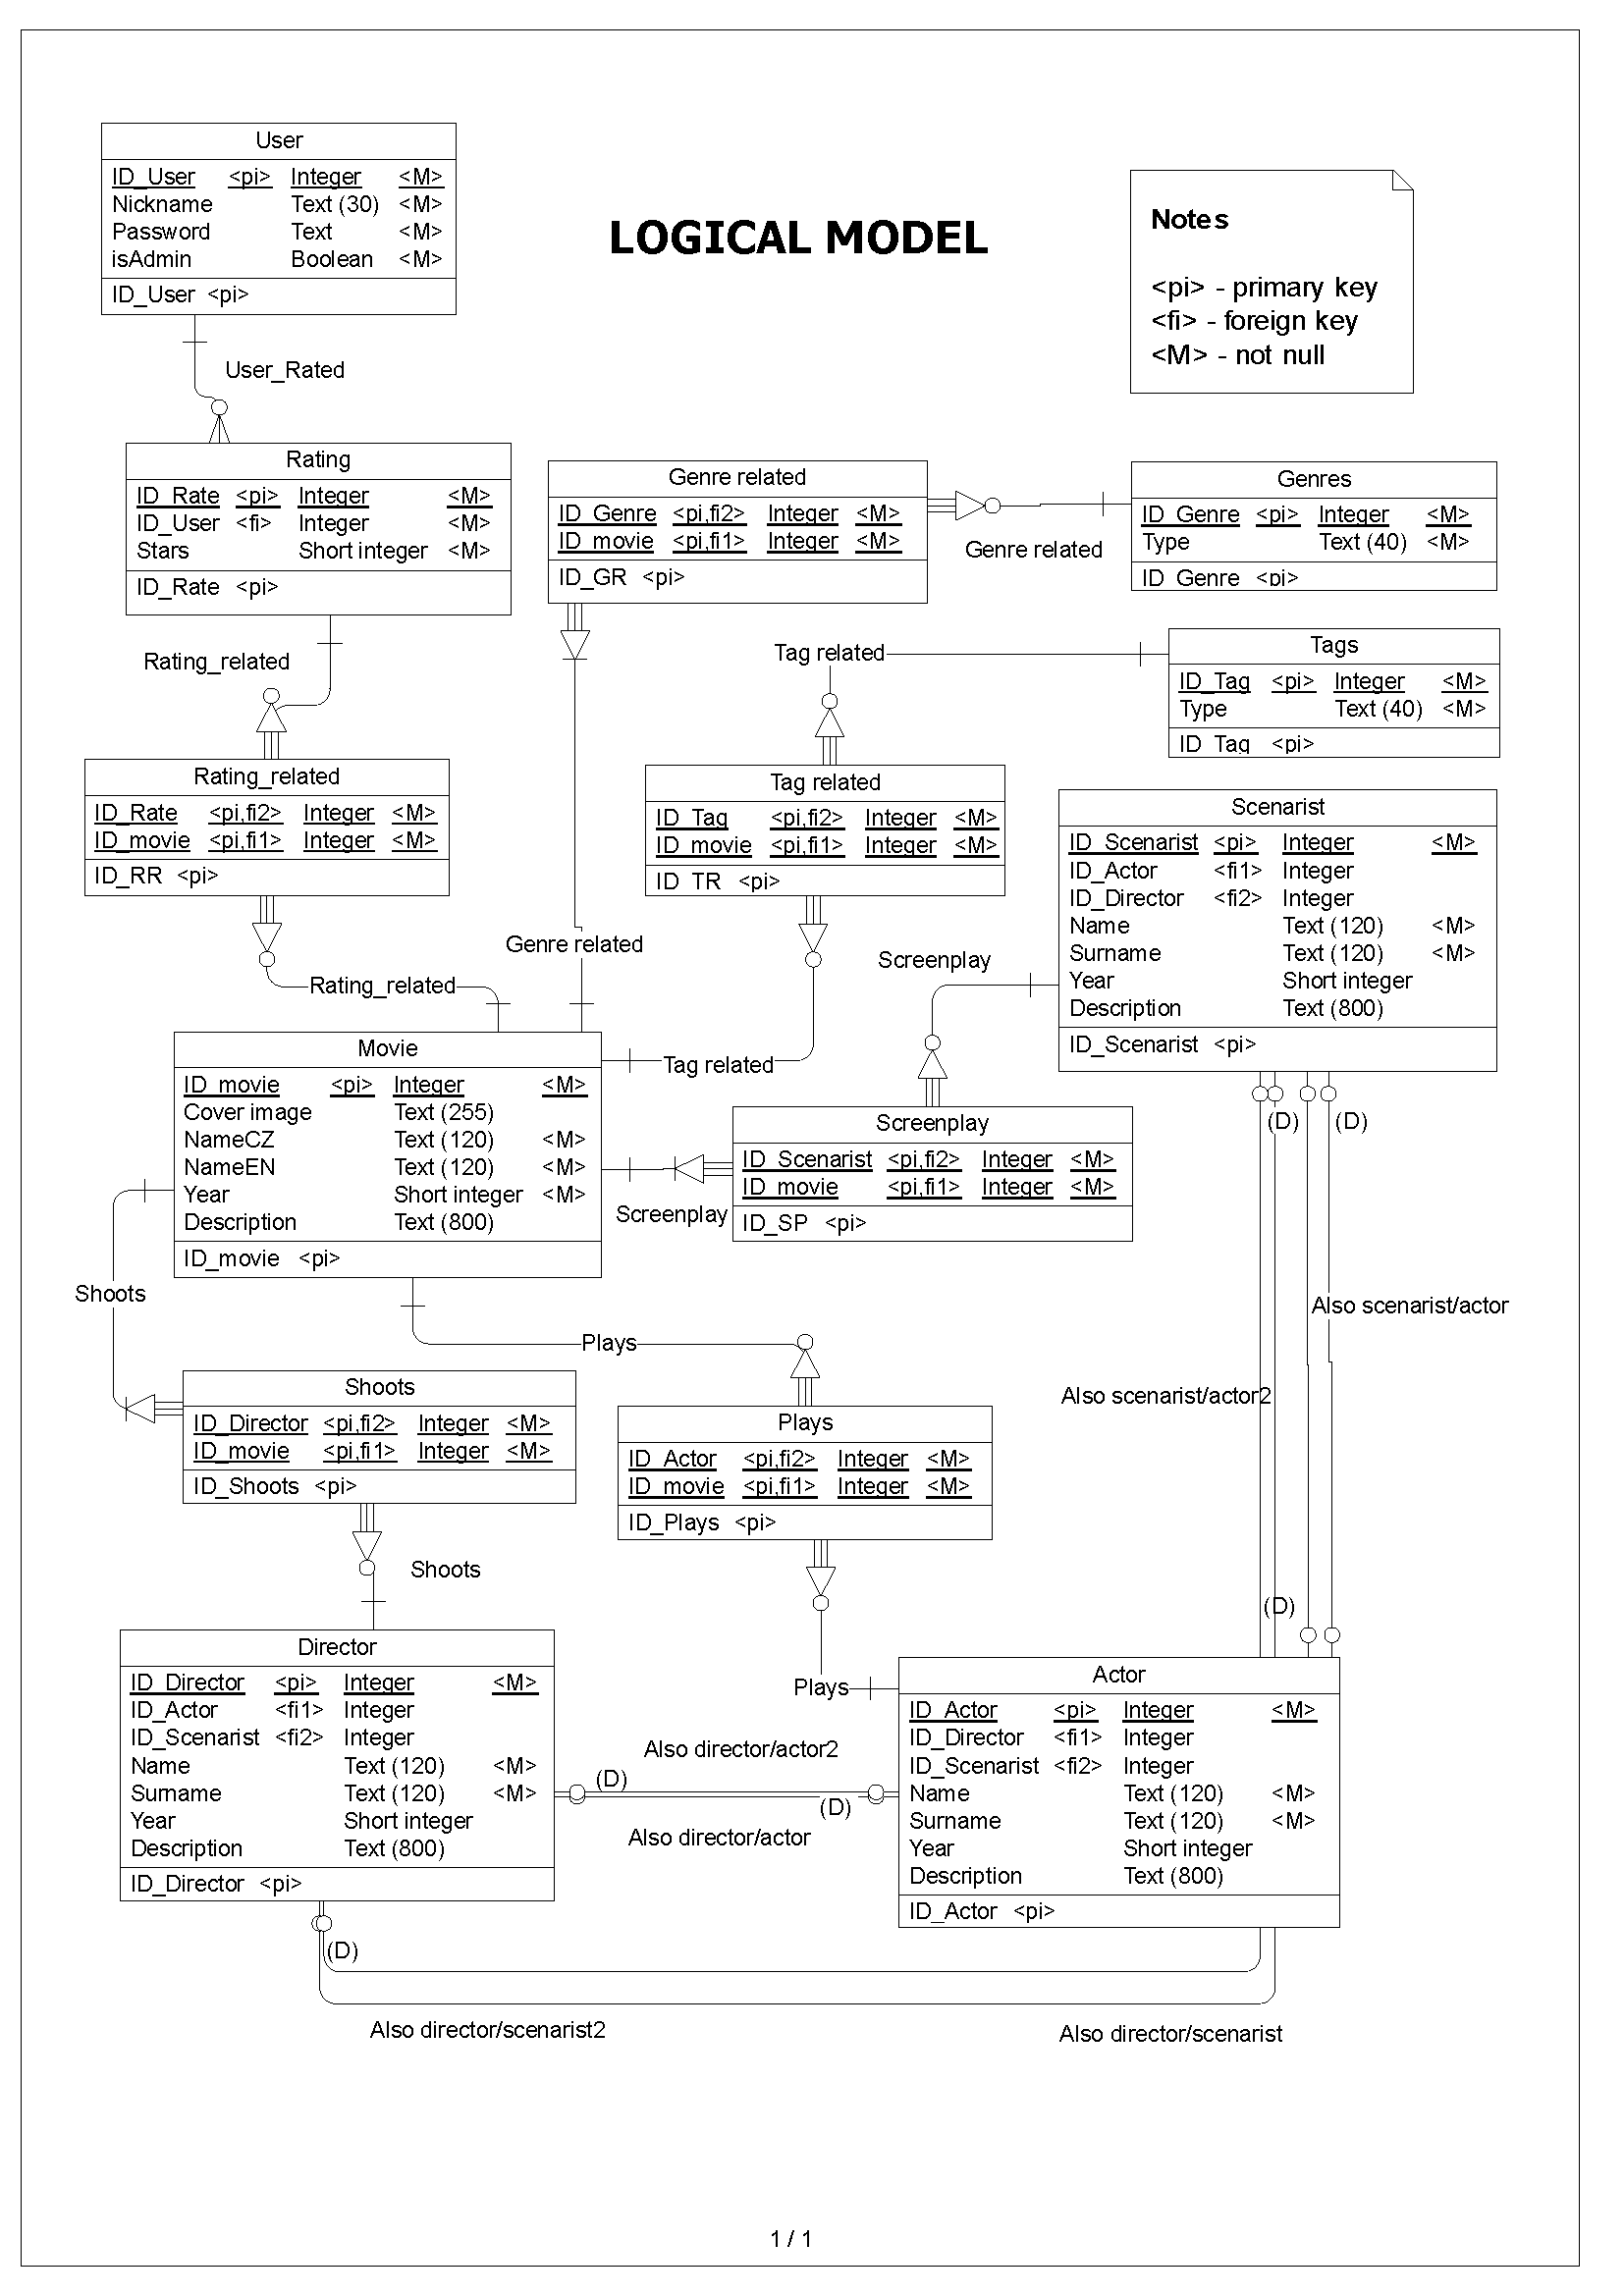 User
ID_User <pi> Integer <M>
Nickname Text (30) <M>
Password Text <M>
isAdmin Boolean <M>
ID_User <pi>
LOGICAL MODEL
Notes
<pi> - primary key
<fi> - foreign key
<M> - not null
User_Rated
Rating
ID_Rate <pi> Integer <M>
ID_User <fi> Integer <M>
Stars Short integer <M>
ID_Rate <pi>
Genre related
ID_Genre <pi,fi2> Integer <M>
ID_movie <pi,fi1> Integer <M>
ID_GR <pi>
Genre related
Genres
ID_Genre <pi> Integer <M>
Type Text (40) <M>
ID_Genre <pi>
Rating_related
Tag related
Tags
ID_Tag <pi> Integer <M>
Type Text (40) <M>
ID_Tag <pi>
Rating_related
ID_Rate <pi,fi2> Integer <M>
ID_movie <pi,fi1> Integer <M>
ID_RR <pi>
Tag related
ID_Tag <pi,fi2> Integer <M>
ID_movie <pi,fi1> Integer <M>
ID_TR <pi>
Scenarist
ID_Scenarist <pi> Integer <M>
ID_Actor <fi1> Integer
ID_Director <fi2> Integer
Name Text (120) <M>
Surname Text (120) <M>
Year Short integer
Description Text (800)
ID_Scenarist <pi>
Genre related
Screenplay
Rating_related
Tag related
Movie
ID_movie <pi> Integer <M>
Cover image Text (255)
NameCZ Text (120) <M>
NameEN Text (120) <M>
Year Short integer <M>
Description Text (800)
ID_movie <pi>
Screenplay
ID_Scenarist <pi,fi2> Integer <M>
ID_movie <pi,fi1> Integer <M>
ID_SP <pi>
(D)
(D)
Screenplay
Shoots
Also scenarist/actor
Plays
Shoots
ID_Director <pi,fi2> Integer <M>
ID_movie <pi,fi1> Integer <M>
ID_Shoots <pi>
Also scenarist/actor2
Plays
ID_Actor <pi,fi2> Integer <M>
ID_movie <pi,fi1> Integer <M>
ID_Plays <pi>
Shoots
(D)
Director
ID_Director <pi> Integer <M>
ID_Actor <fi1> Integer
ID_Scenarist <fi2> Integer
Name Text (120) <M>
Surname Text (120) <M>
Year Short integer
Description Text (800)
ID_Director <pi>
Plays
Actor
ID_Actor <pi> Integer <M>
ID_Director <fi1> Integer
ID_Scenarist <fi2> Integer
Name Text (120) <M>
Surname Text (120) <M>
Year Short integer
Description Text (800)
ID_Actor <pi>
Also director/actor2
(D)
(D)
Also director/actor
(D)
Also director/scenarist2
Also director/scenarist
1 / 1